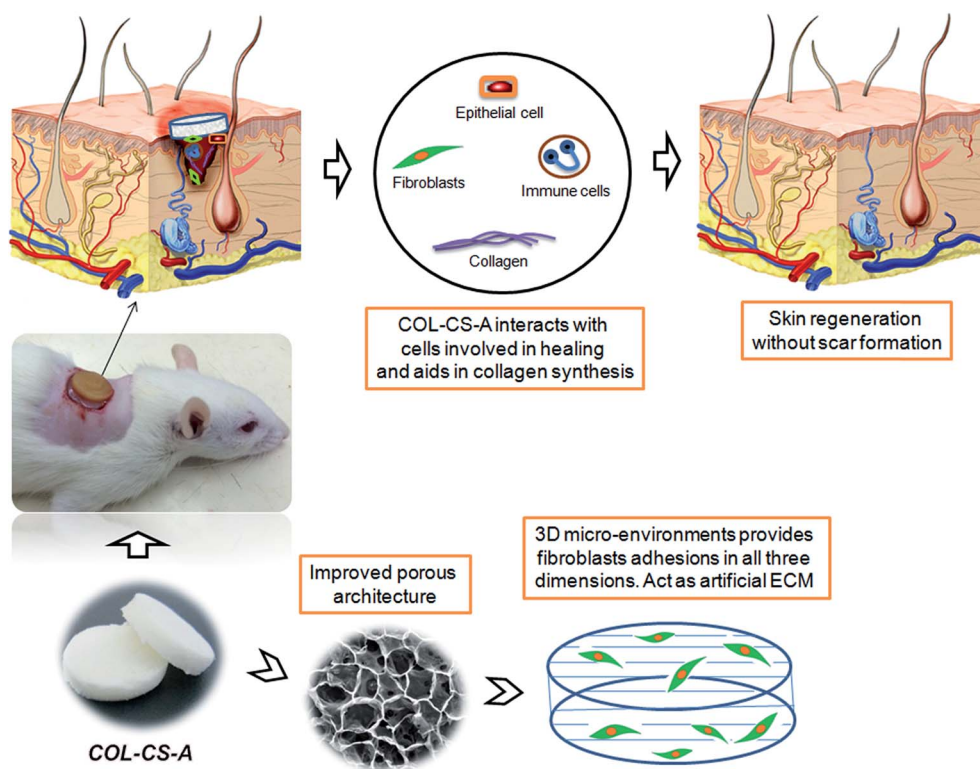 Epithelial cell
Fibroblasts
Immune cells
Collagen
COL-CS-A interacts with
cells involved in healing
and aids in collagen synthesis
Skin regeneration
without scar formation
3D micro-environments provides
fibroblasts adhesions in all three
dimensions. Act as artificial ECM
Improved porous
architecture
COL-CS-A